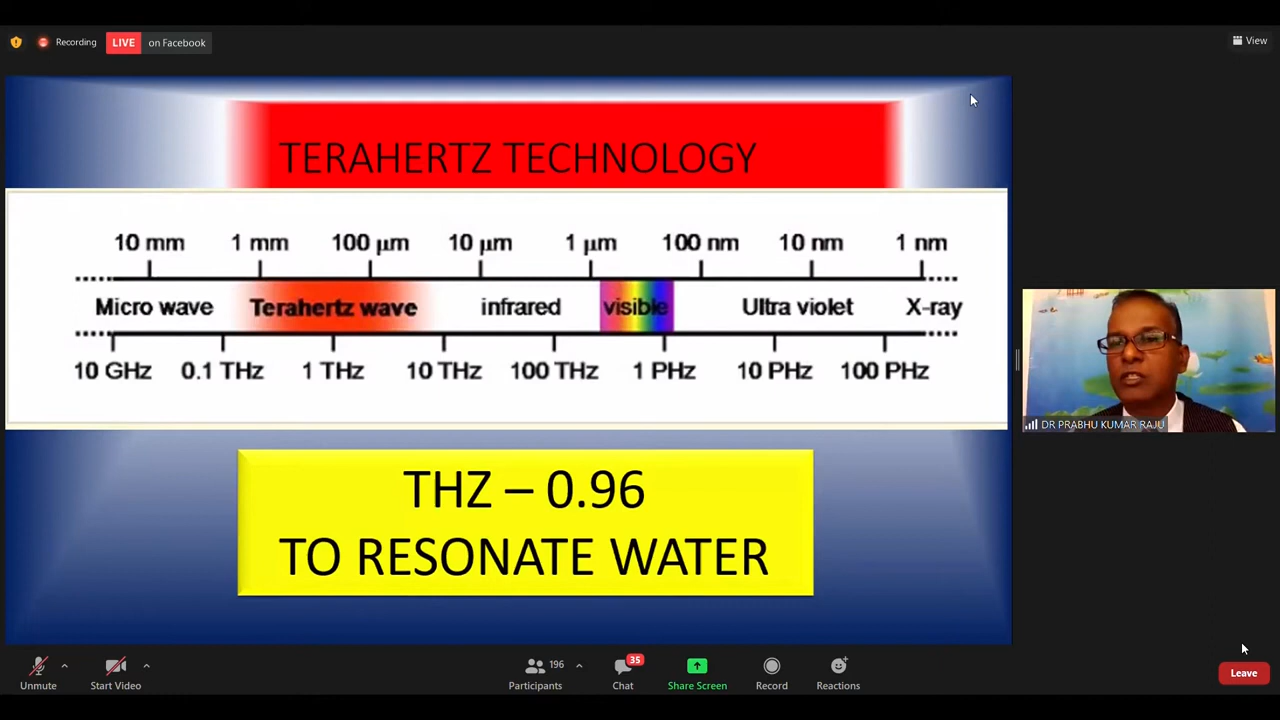 Recording
LIVE on Facebook
View
TERAHERTZ TECHNOLOGY
10 mm 1 mm 100 μm 10 μm 1 μm 100 nm 10 nm 1 nm
Micro wave Terahertz wave infrared visible Ultra violet X-ray
10 GHz 0.1 THz 1 THz 10 THz 100 THz 1 PHz 10 PHz 100 PHz
THZ – 0.96
TO RESONATE WATER
DR PRABHU KUMAR RAJU
196
35
Unmute Start Video Participants Chat Share Screen Record Reactions Leave